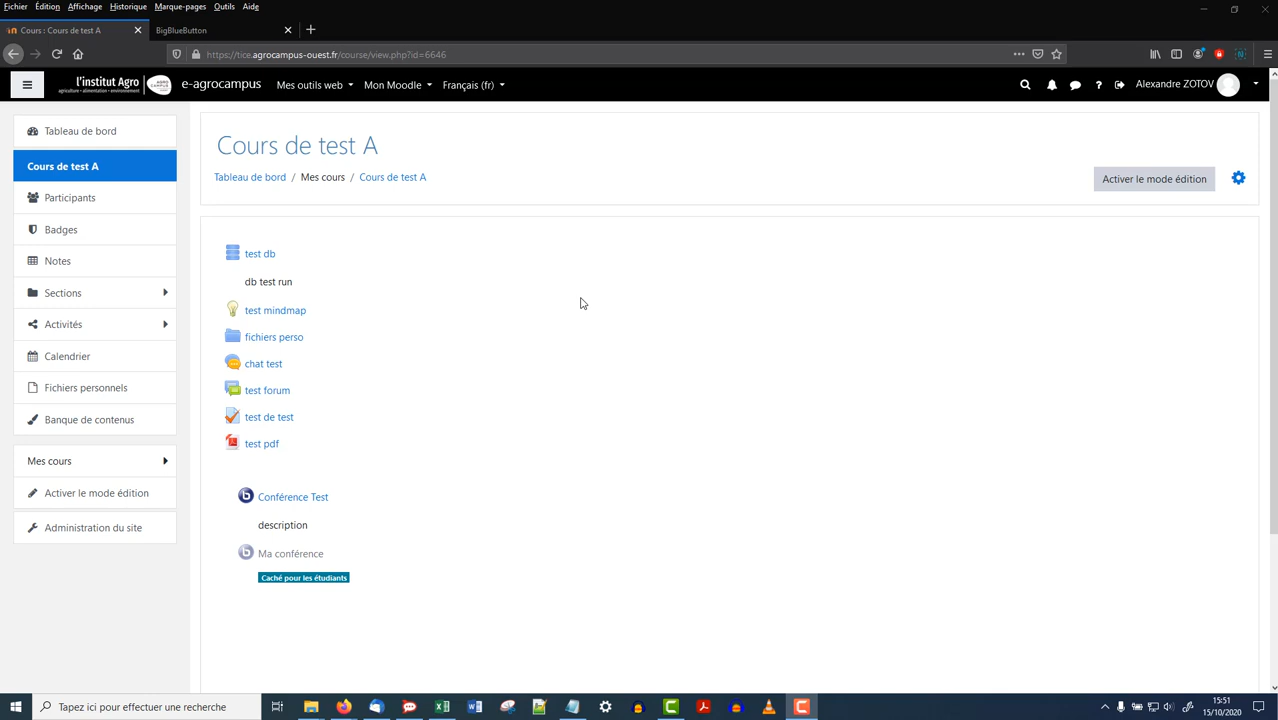 Fichier Édition Affichage Historique Marque-pages Outils Aide
Cours : Cours de test A BigBlueButton
https://tice.agrocampus-ouest.fr/course/view.php?id=6646
l'institut Agro
agriculture • alimentation • environnement
e-agrocampus Mes outils web Mon Moodle Français (fr) Alexandre ZOTOV
Tableau de bord
Cours de test A
Participants
Badges
Notes
Sections
Activités
Calendrier
Fichiers personnels
Banque de contenus
Mes cours
Activer le mode édition
Administration du site
Cours de test A
Tableau de bord / Mes cours / Cours de test A
Activer le mode édition
test db
db test run
test mindmap
fichiers perso
chat test
test forum
test de test
test pdf
Conférence Test
description
Ma conférence
Caché pour les étudiants
Tapez ici pour effectuer une recherche
15:51
15/10/2020